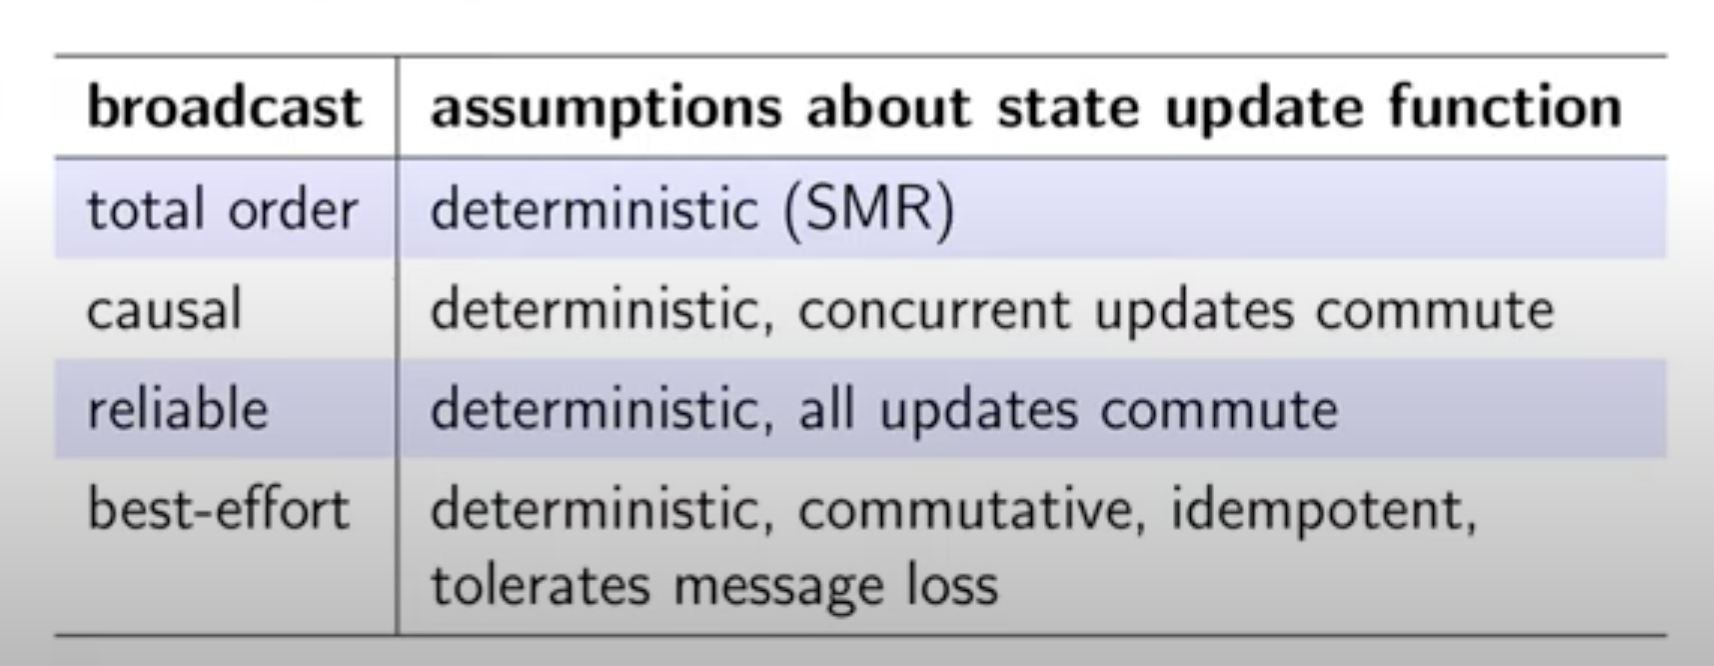 broadcast assumptions about state update function
total order deterministic (SMR)
causal deterministic, concurrent updates commute
reliable deterministic, all updates commute
best-effort deterministic, commutative, idempotent,
tolerates message loss